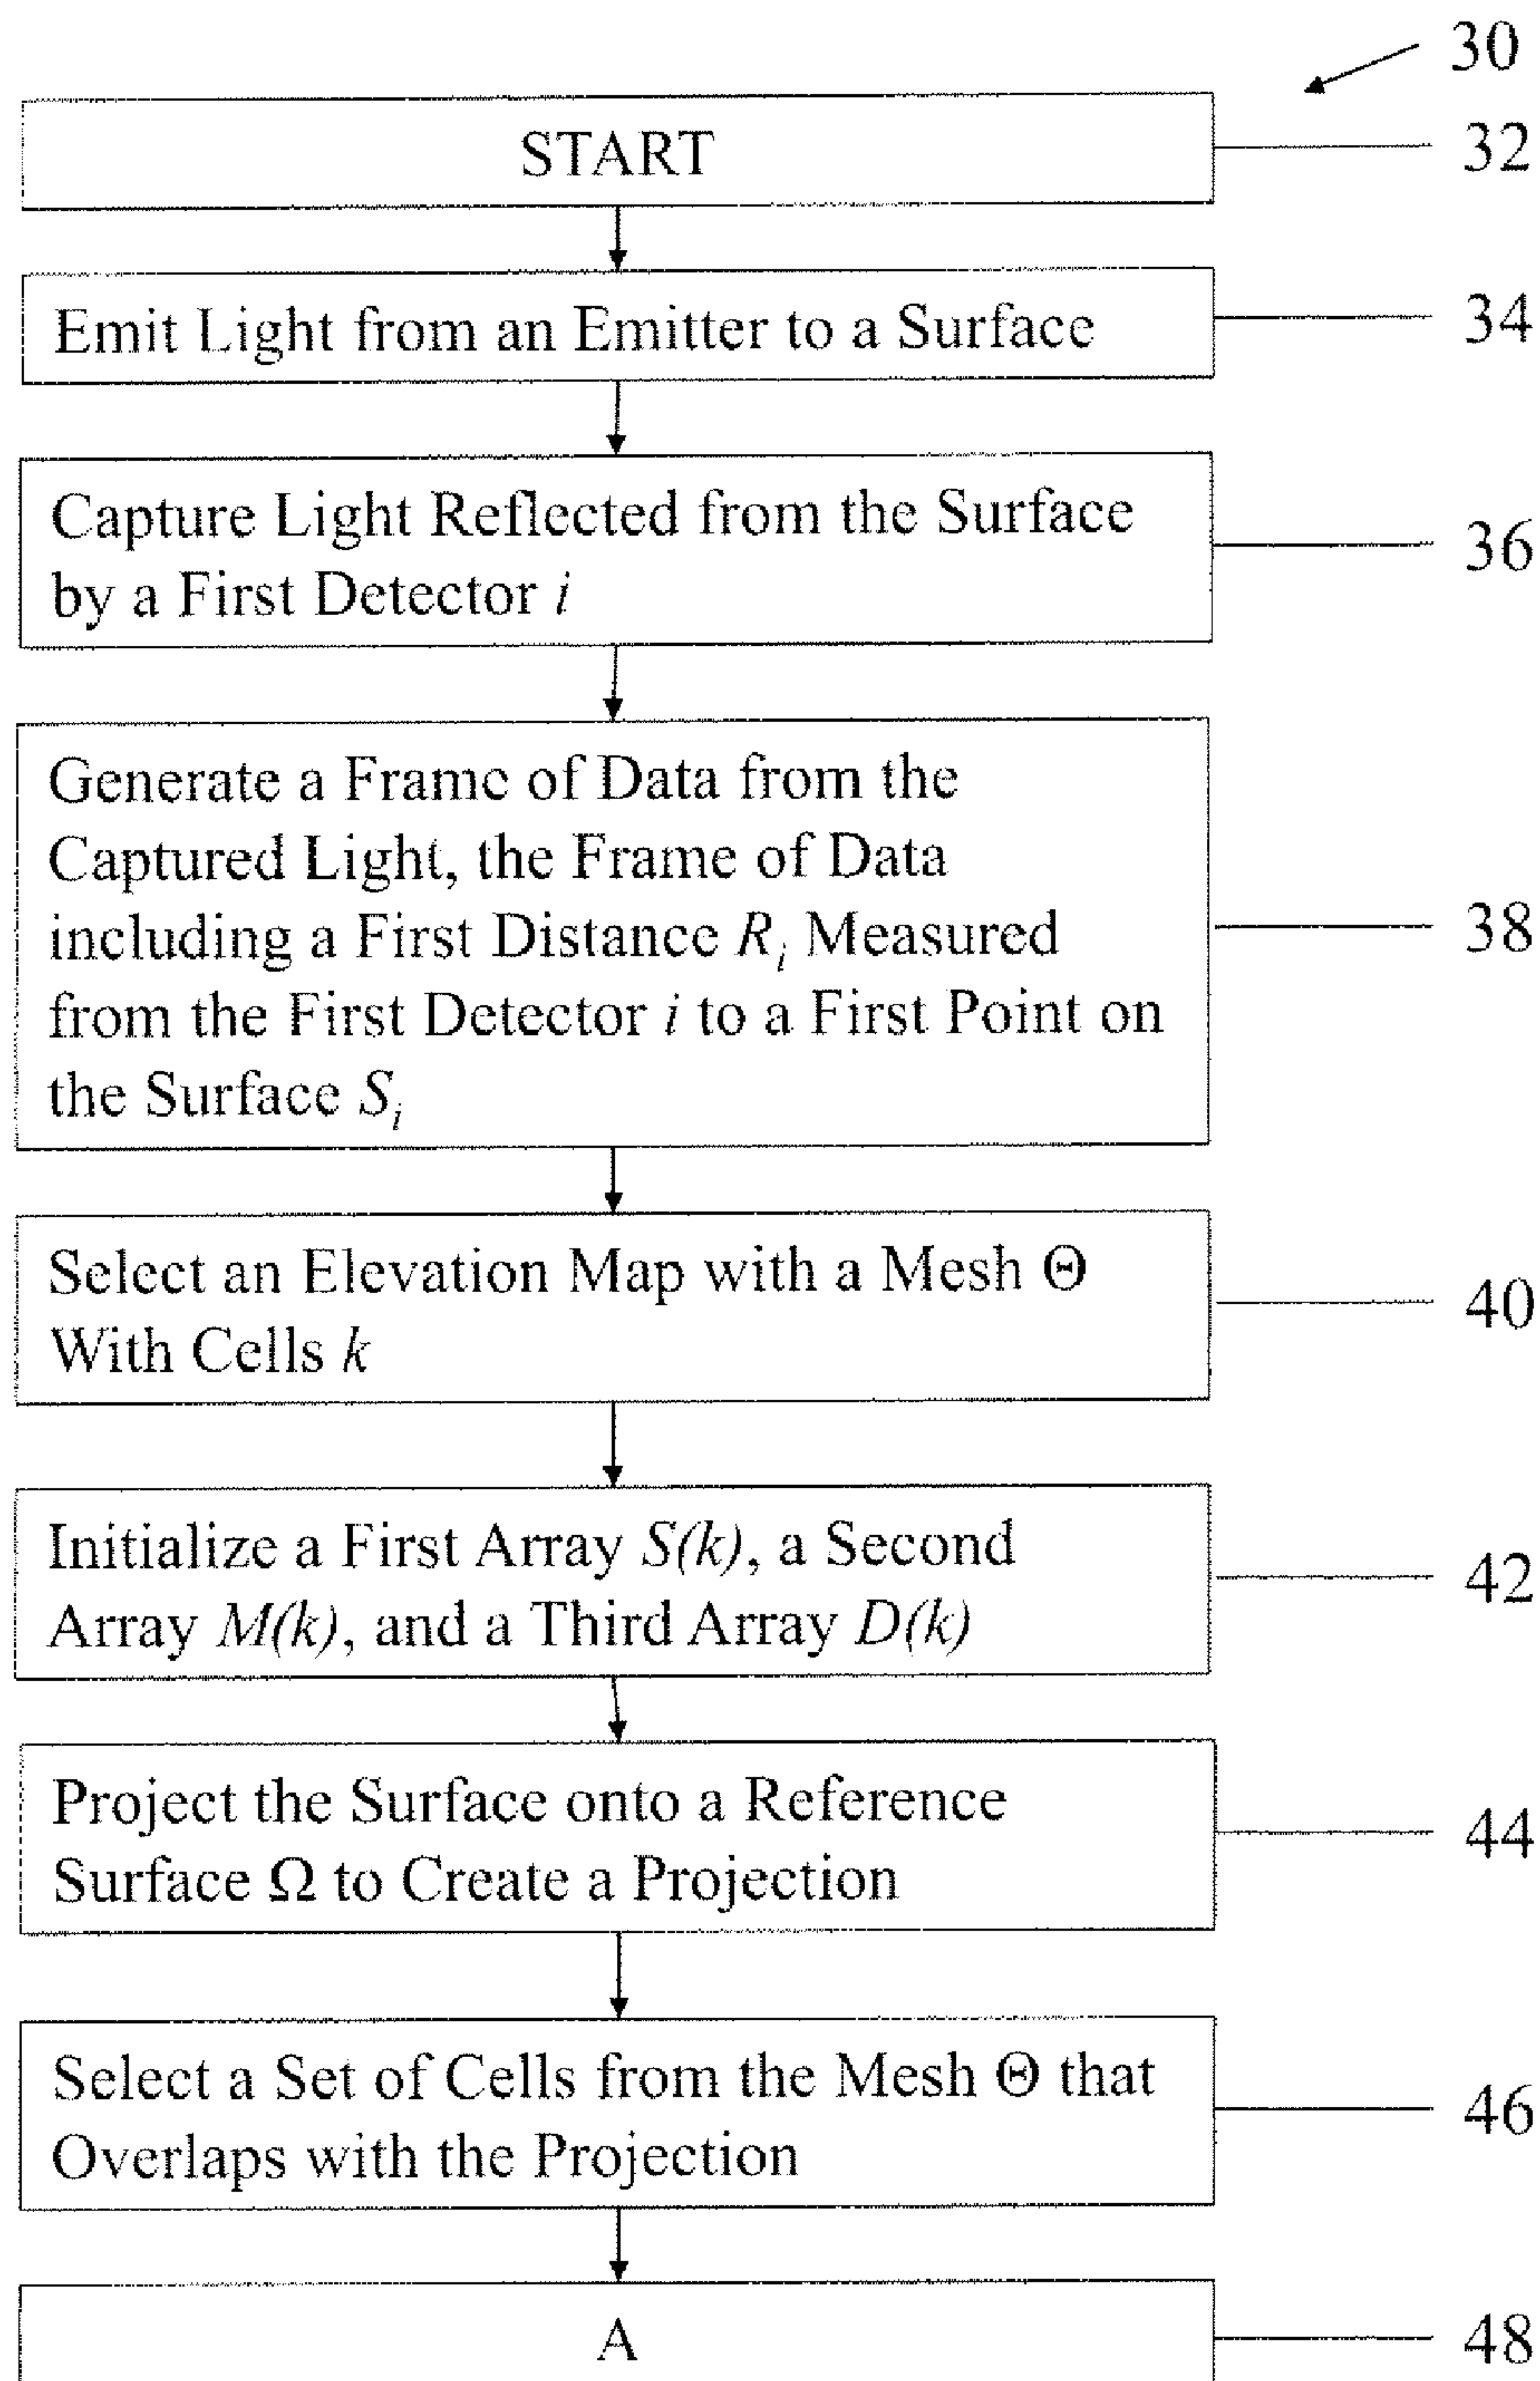 30
START
32
Emit Light from an Emitter to a Surface
34
Capture Light Reflected from the Surface
by a First Detector i
36
Generate a Frame of Data from the
Captured Light, the Frame of Data
including a First Distance Ri Measured
from the First Detector i to a First Point on
the Surface Si
38
Select an Elevation Map with a Mesh Θ
With Cells k
40
Initialize a First Array S(k), a Second
Array M(k), and a Third Array D(k)
42
Project the Surface onto a Reference
Surface Ω to Create a Projection
44
Select a Set of Cells from the Mesh Θ that
Overlaps with the Projection
46
A
48